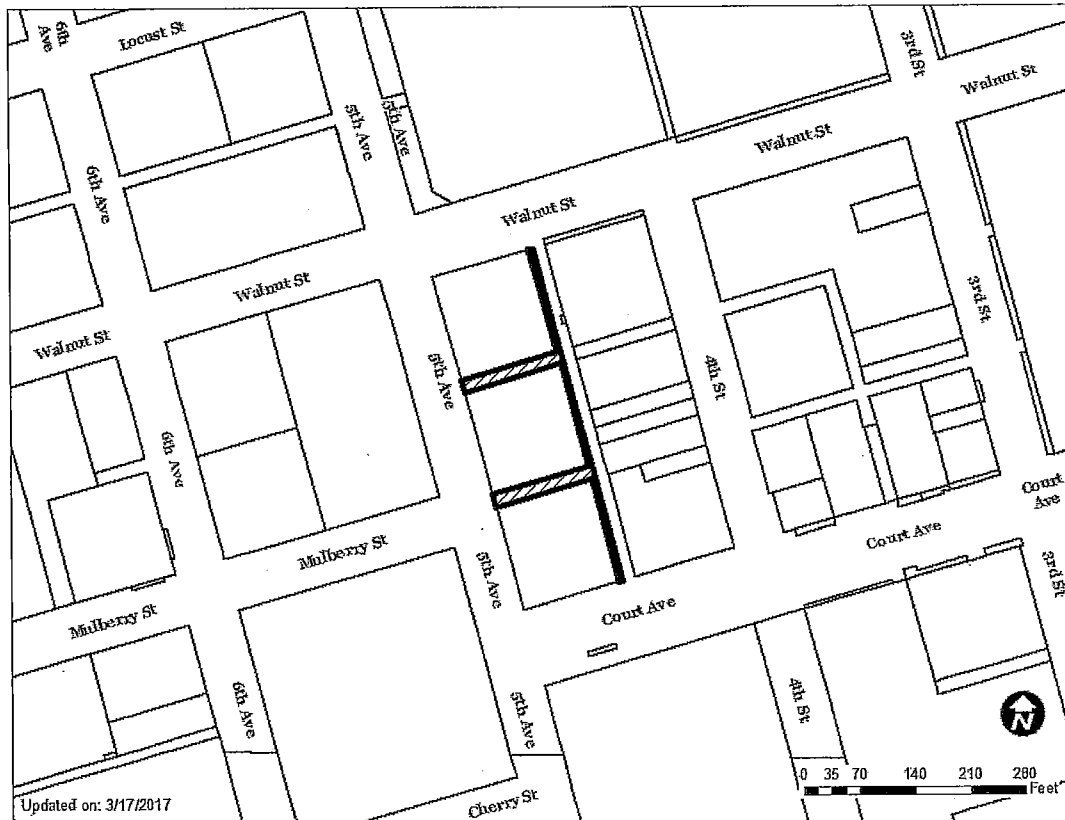 6th
Ave
Locust St
3rd St
Walnut St
5th Ave
5th Ave
Walnut St
6th Ave
Walnut St
Walnut St
3rd St
Walnut St
5th Ave
4th St
6th Ave
Court
Ave
Court Ave
Mulberry St
3rd St
5th Ave
Court Ave
Mulberry St
6th Ave
4th St
5th Ave
N
0 35 70 140 210 280
Feet
Updated on: 3/17/2017
Cherry St